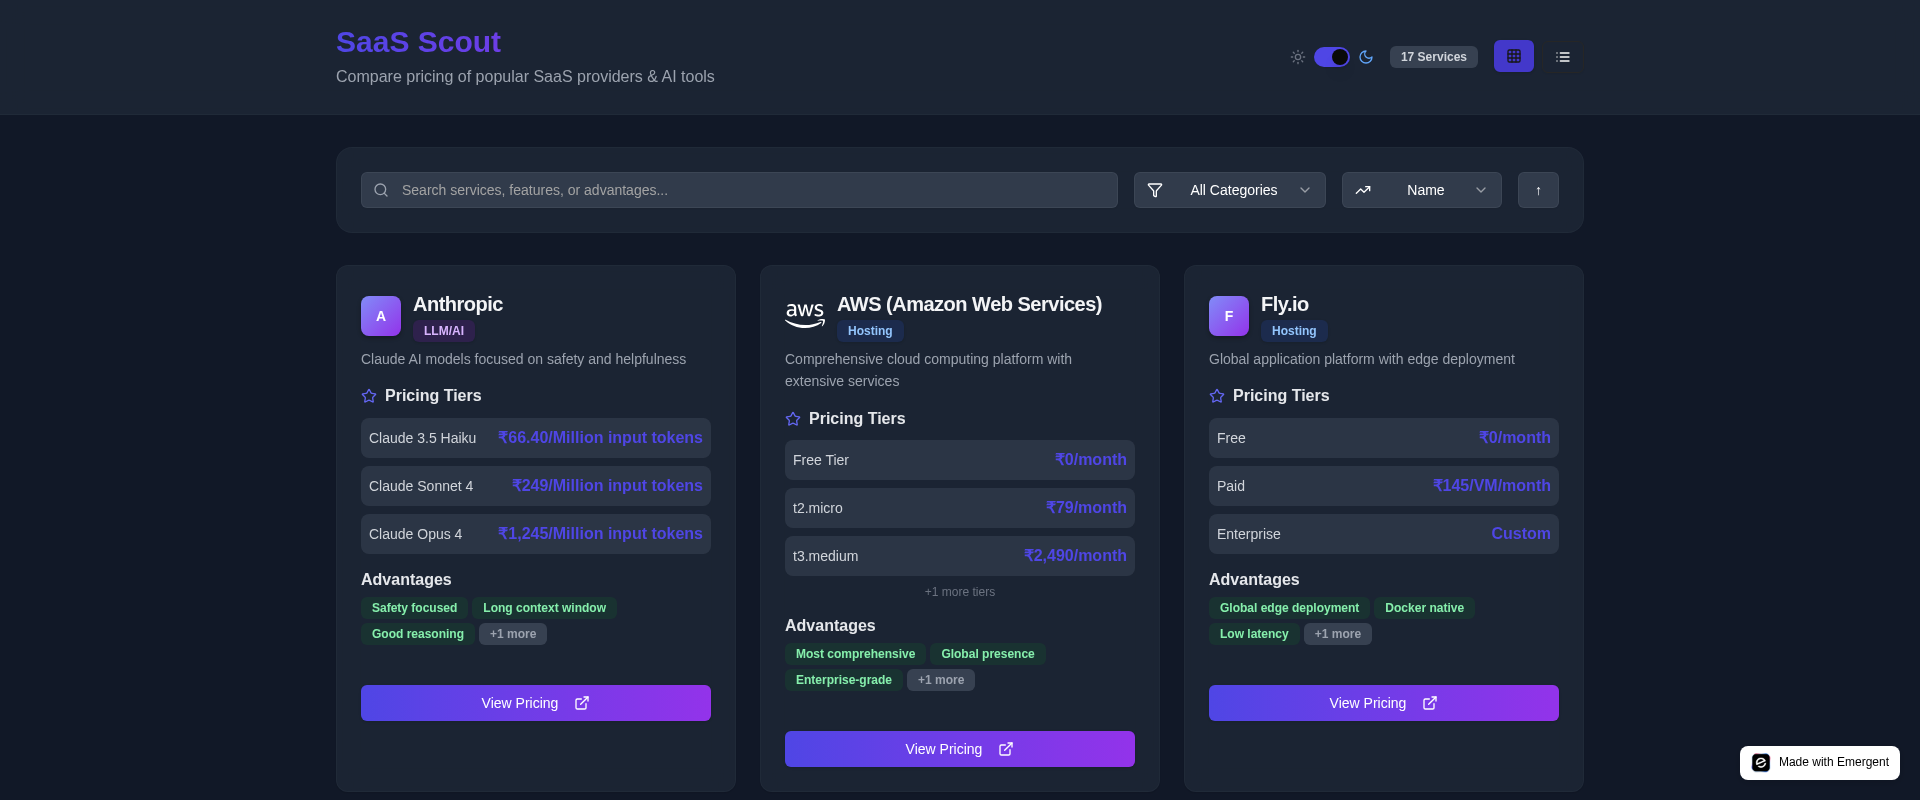 SaaS Scout
Compare pricing of popular SaaS providers & AI tools
17 Services
Search services, features, or advantages...
All Categories
Name
↑
A
Anthropic
LLM/AI
Claude AI models focused on safety and helpfulness
Pricing Tiers
Claude 3.5 Haiku ₹66.40/Million input tokens
Claude Sonnet 4 ₹249/Million input tokens
Claude Opus 4 ₹1,245/Million input tokens
Advantages
Safety focused Long context window
Good reasoning +1 more
View Pricing
aws
AWS (Amazon Web Services)
Hosting
Comprehensive cloud computing platform with
extensive services
Pricing Tiers
Free Tier ₹0/month
t2.micro ₹79/month
t3.medium ₹2,490/month
+1 more tiers
Advantages
Most comprehensive Global presence
Enterprise-grade +1 more
View Pricing
F
Fly.io
Hosting
Global application platform with edge deployment
Pricing Tiers
Free ₹0/month
Paid ₹145/VM/month
Enterprise Custom
Advantages
Global edge deployment Docker native
Low latency +1 more
View Pricing
Made with Emergent